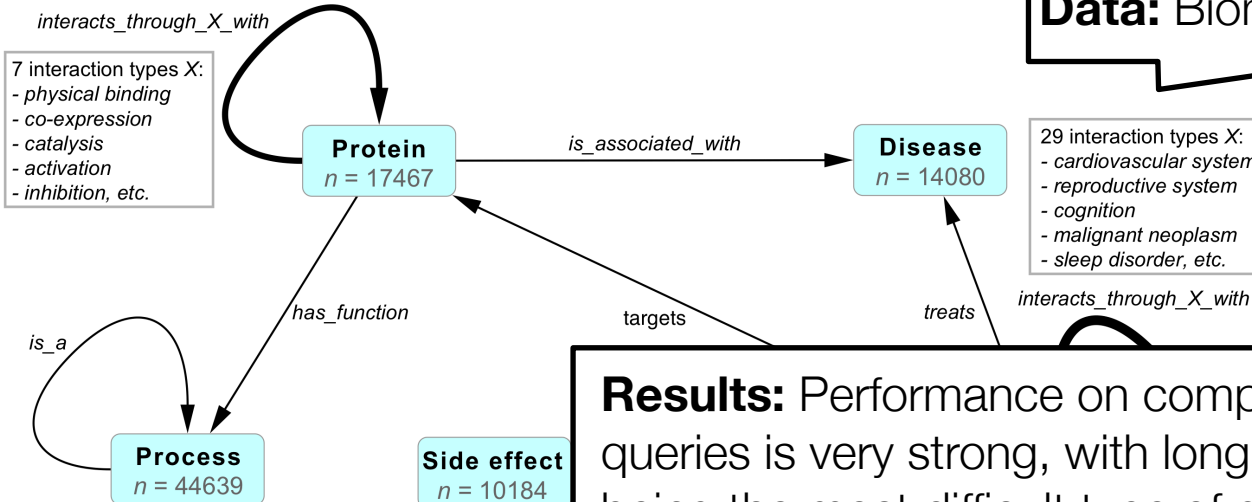 interacts_through_X_with
Data: Bior
7 interaction types X:
- physical binding
- co-expression
- catalysis
- activation
- inhibition, etc.
Protein
n = 17467
is_associated_with
Disease
n = 14080
29 interaction types X:
- cardiovascular system
- reproductive system
- cognition
- malignant neoplasm
- sleep disorder, etc.
has_function
targets
treats
interacts_through_X_with
is_a
Process
n = 44639
Side effect
n = 10184
Results: Performance on comp
queries is very strong, with long